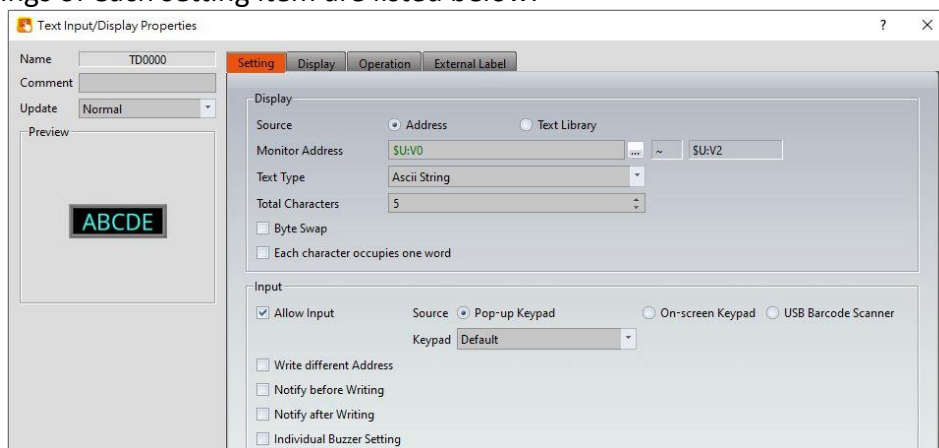 ngs of each setting item are listed below.
Text Input/Display Properties ? ×
Name TD0000
Comment
Update Normal
Preview
ABCDE
Setting Display Operation External Label
Display
Source Address Text Library
Monitor Address $U:V0 ... ~ $U:V2
Text Type Ascii String
Total Characters 5
Byte Swap
Each character occupies one word
Input
Allow Input Source Pop-up Keypad On-screen Keypad USB Barcode Scanner
Keypad Default
Write different Address
Notify before Writing
Notify after Writing
Individual Buzzer Setting